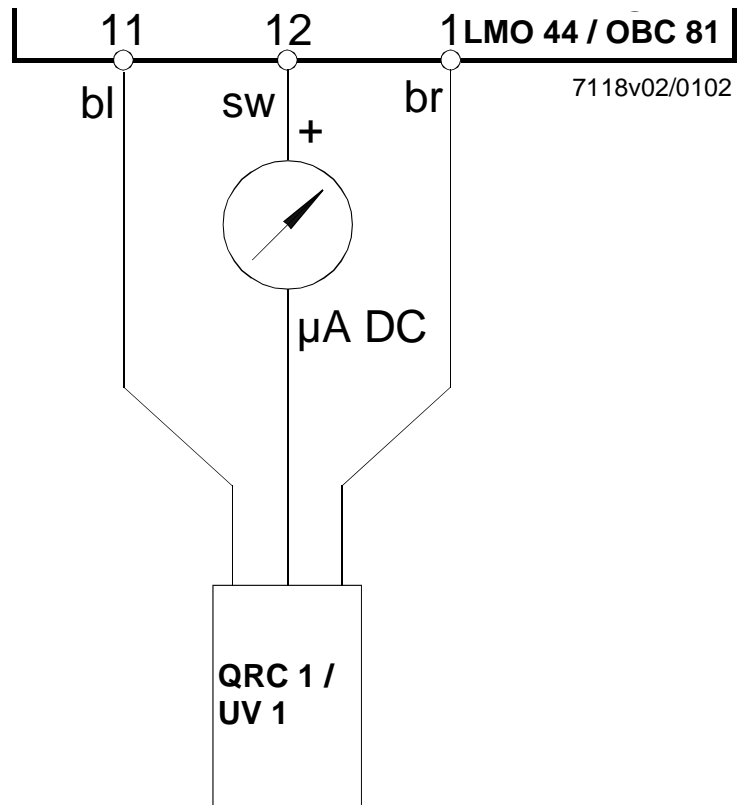 11 12 1 LMO 44 / OBC 81
7118v02/0102
bl sw br
+
µA DC
QRC 1 /
UV 1